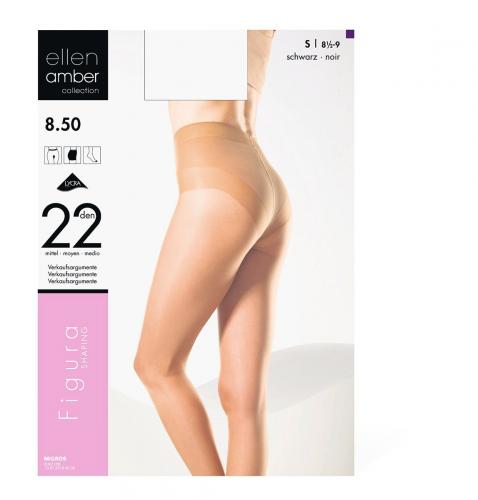 ellen
amber
collection
S | 8½-9
schwarz · noir
8.50
LYCRA
22 den
mittel · moyen · medio
Verkaufsargumente
Verkaufsargumente
Verkaufsargumente
Figura
SHAPING
MIGROS